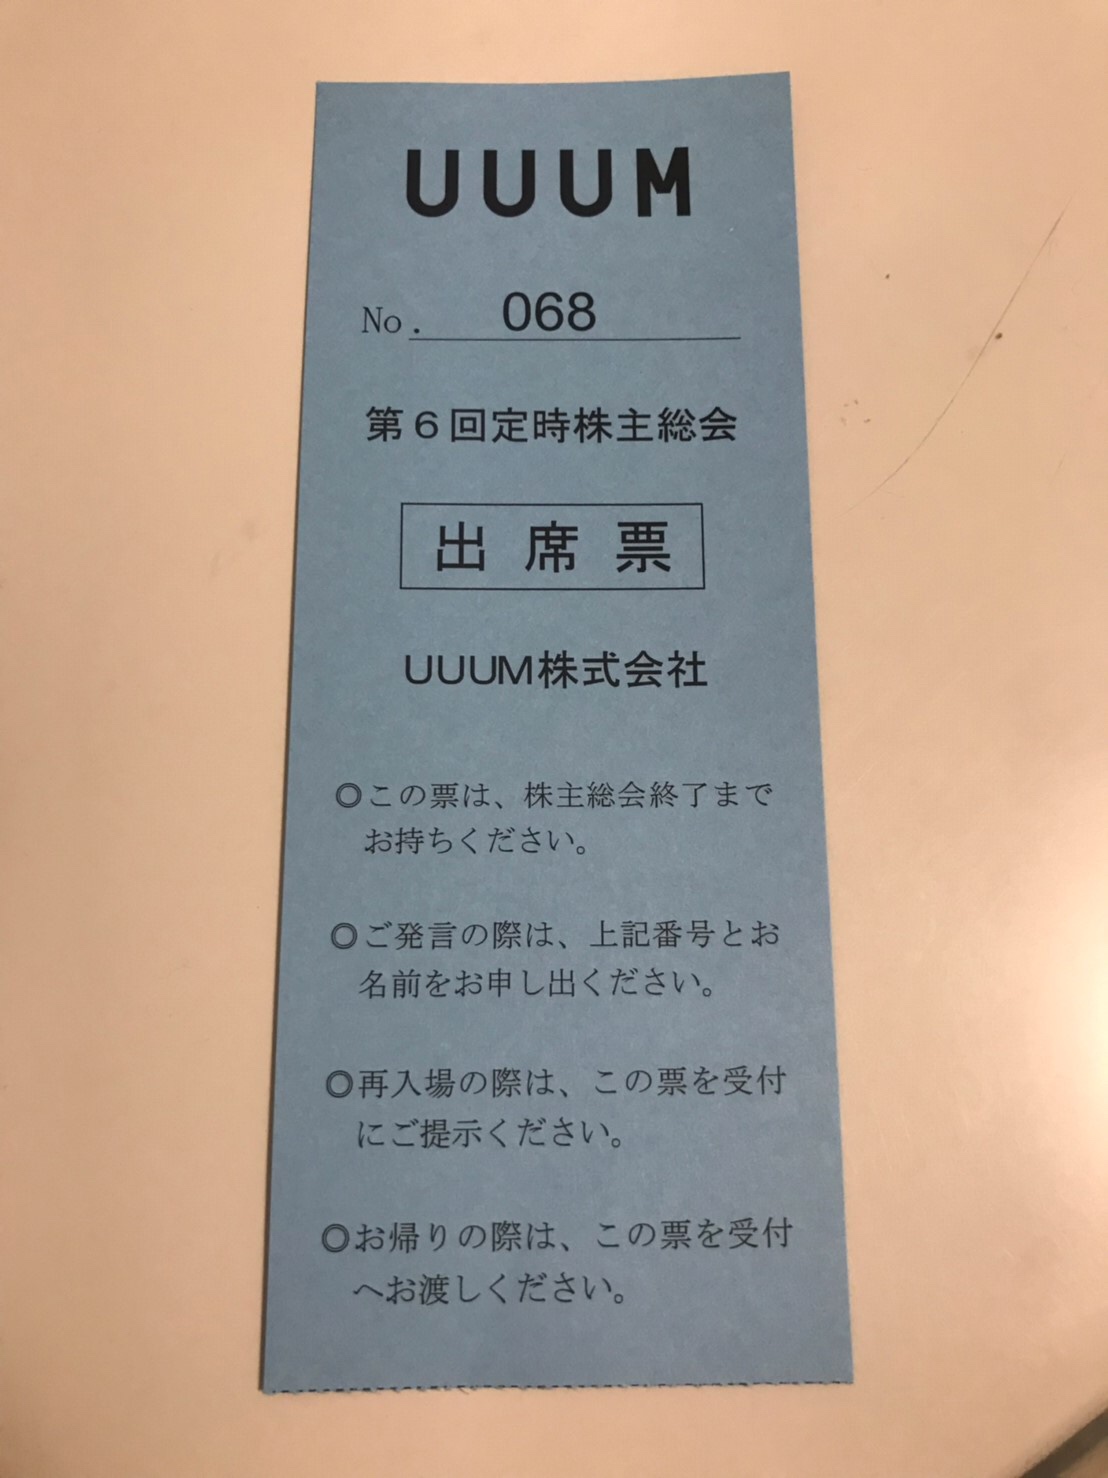 UUUM
No. 068
第６回定時株主総会
出席票
UUUM株式会社
◎この票は、株主総会終了まで
お持ちください。
◎ご発言の際は、上記番号とお
名前をお申し出ください。
◎再入場の際は、この票を受付
にご提示ください。
◎お帰りの際は、この票を受付
へお渡しください。